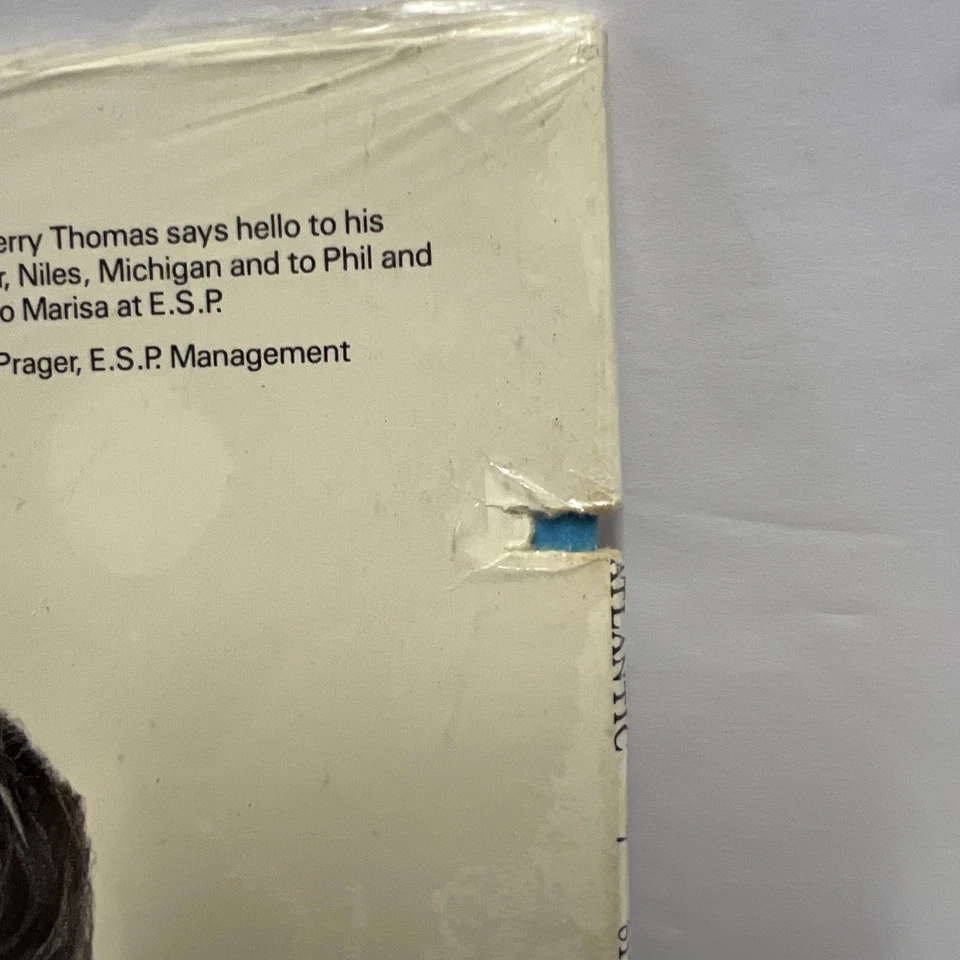 erry Thomas says hello to his
r, Niles, Michigan and to Phil and
o Marisa at E.S.P.
Prager, E.S.P. Management
ATLANTIC